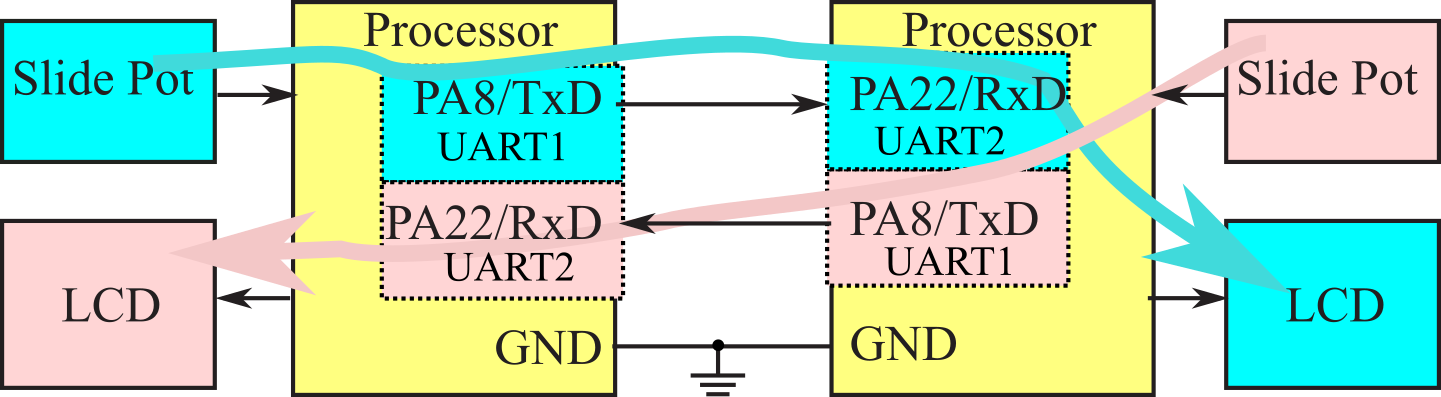 Slide Pot
LCD
Processor
PA8/TxD
UART1
PA22/RxD
UART2
GND
Processor
PA22/RxD
UART2
PA8/TxD
UART1
GND
Slide Pot
LCD